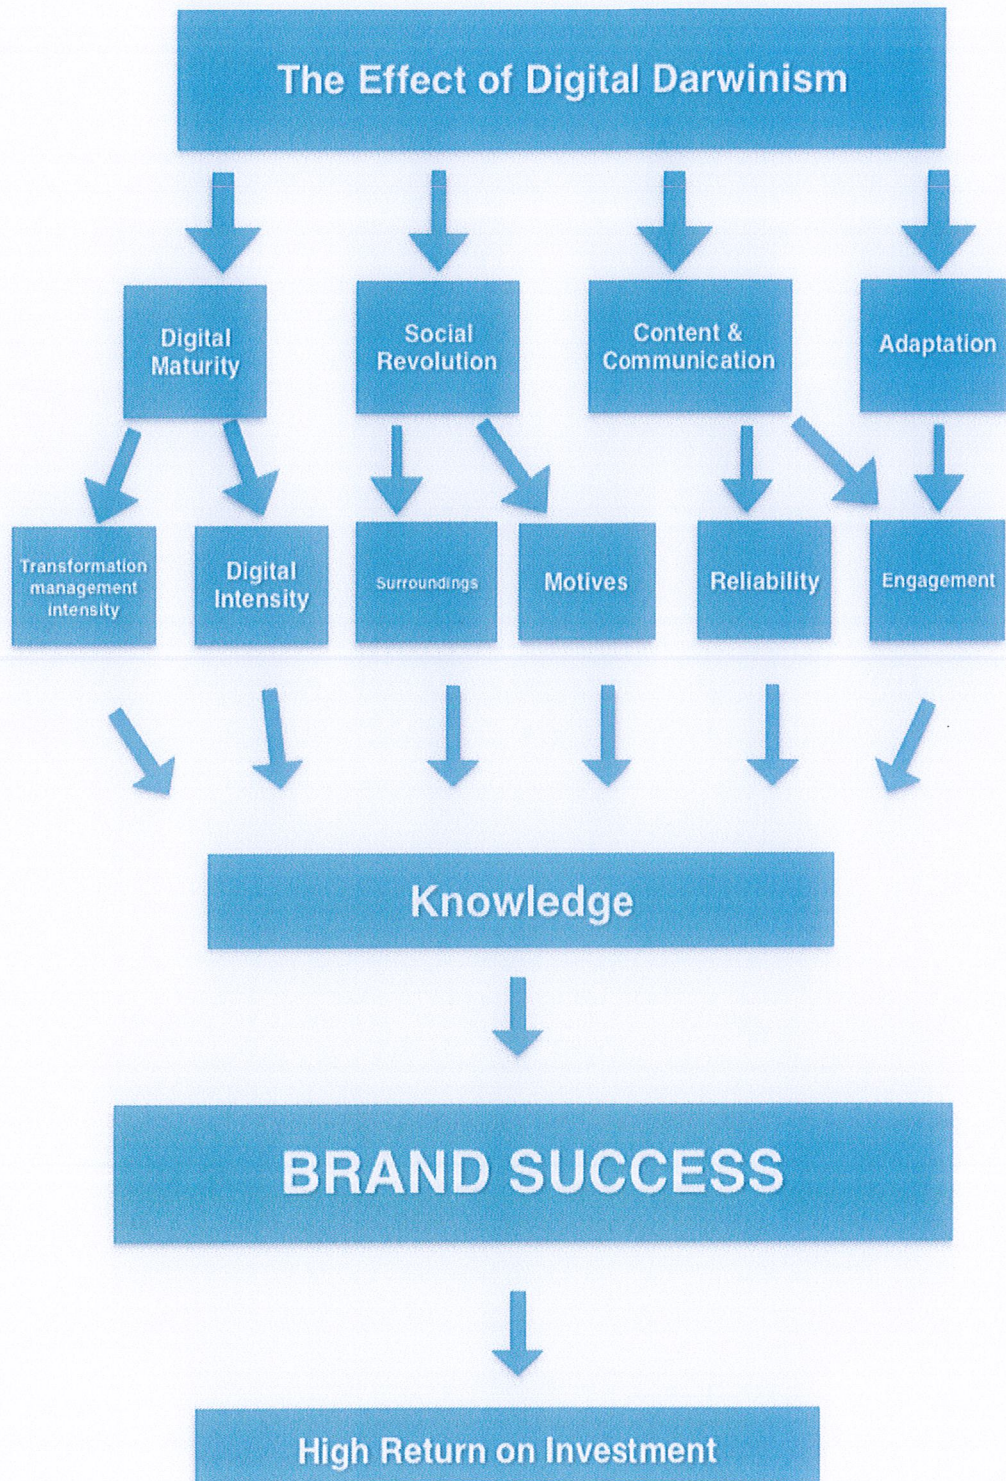 The Effect of Digital Darwinism
Digital
Maturity
Social
Revolution
Content &
Communication
Adaptation
Transformation
management
intensity
Digital
Intensity
Surroundings
Motives
Reliability
Engagement
Knowledge
BRAND SUCCESS
High Return on Investment